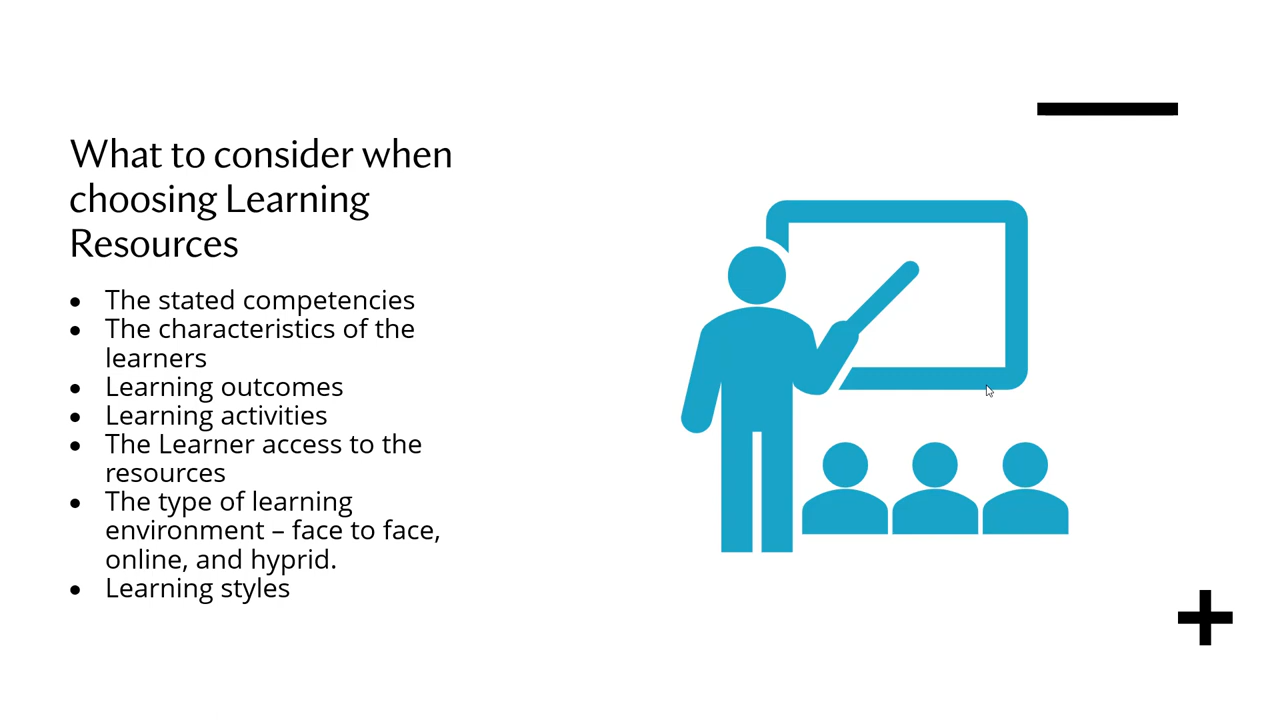 What to consider when
choosing Learning
Resources
• The stated competencies
• The characteristics of the
learners
• Learning outcomes
• Learning activities
• The Learner access to the
resources
• The type of learning
environment – face to face,
online, and hyprid.
• Learning styles